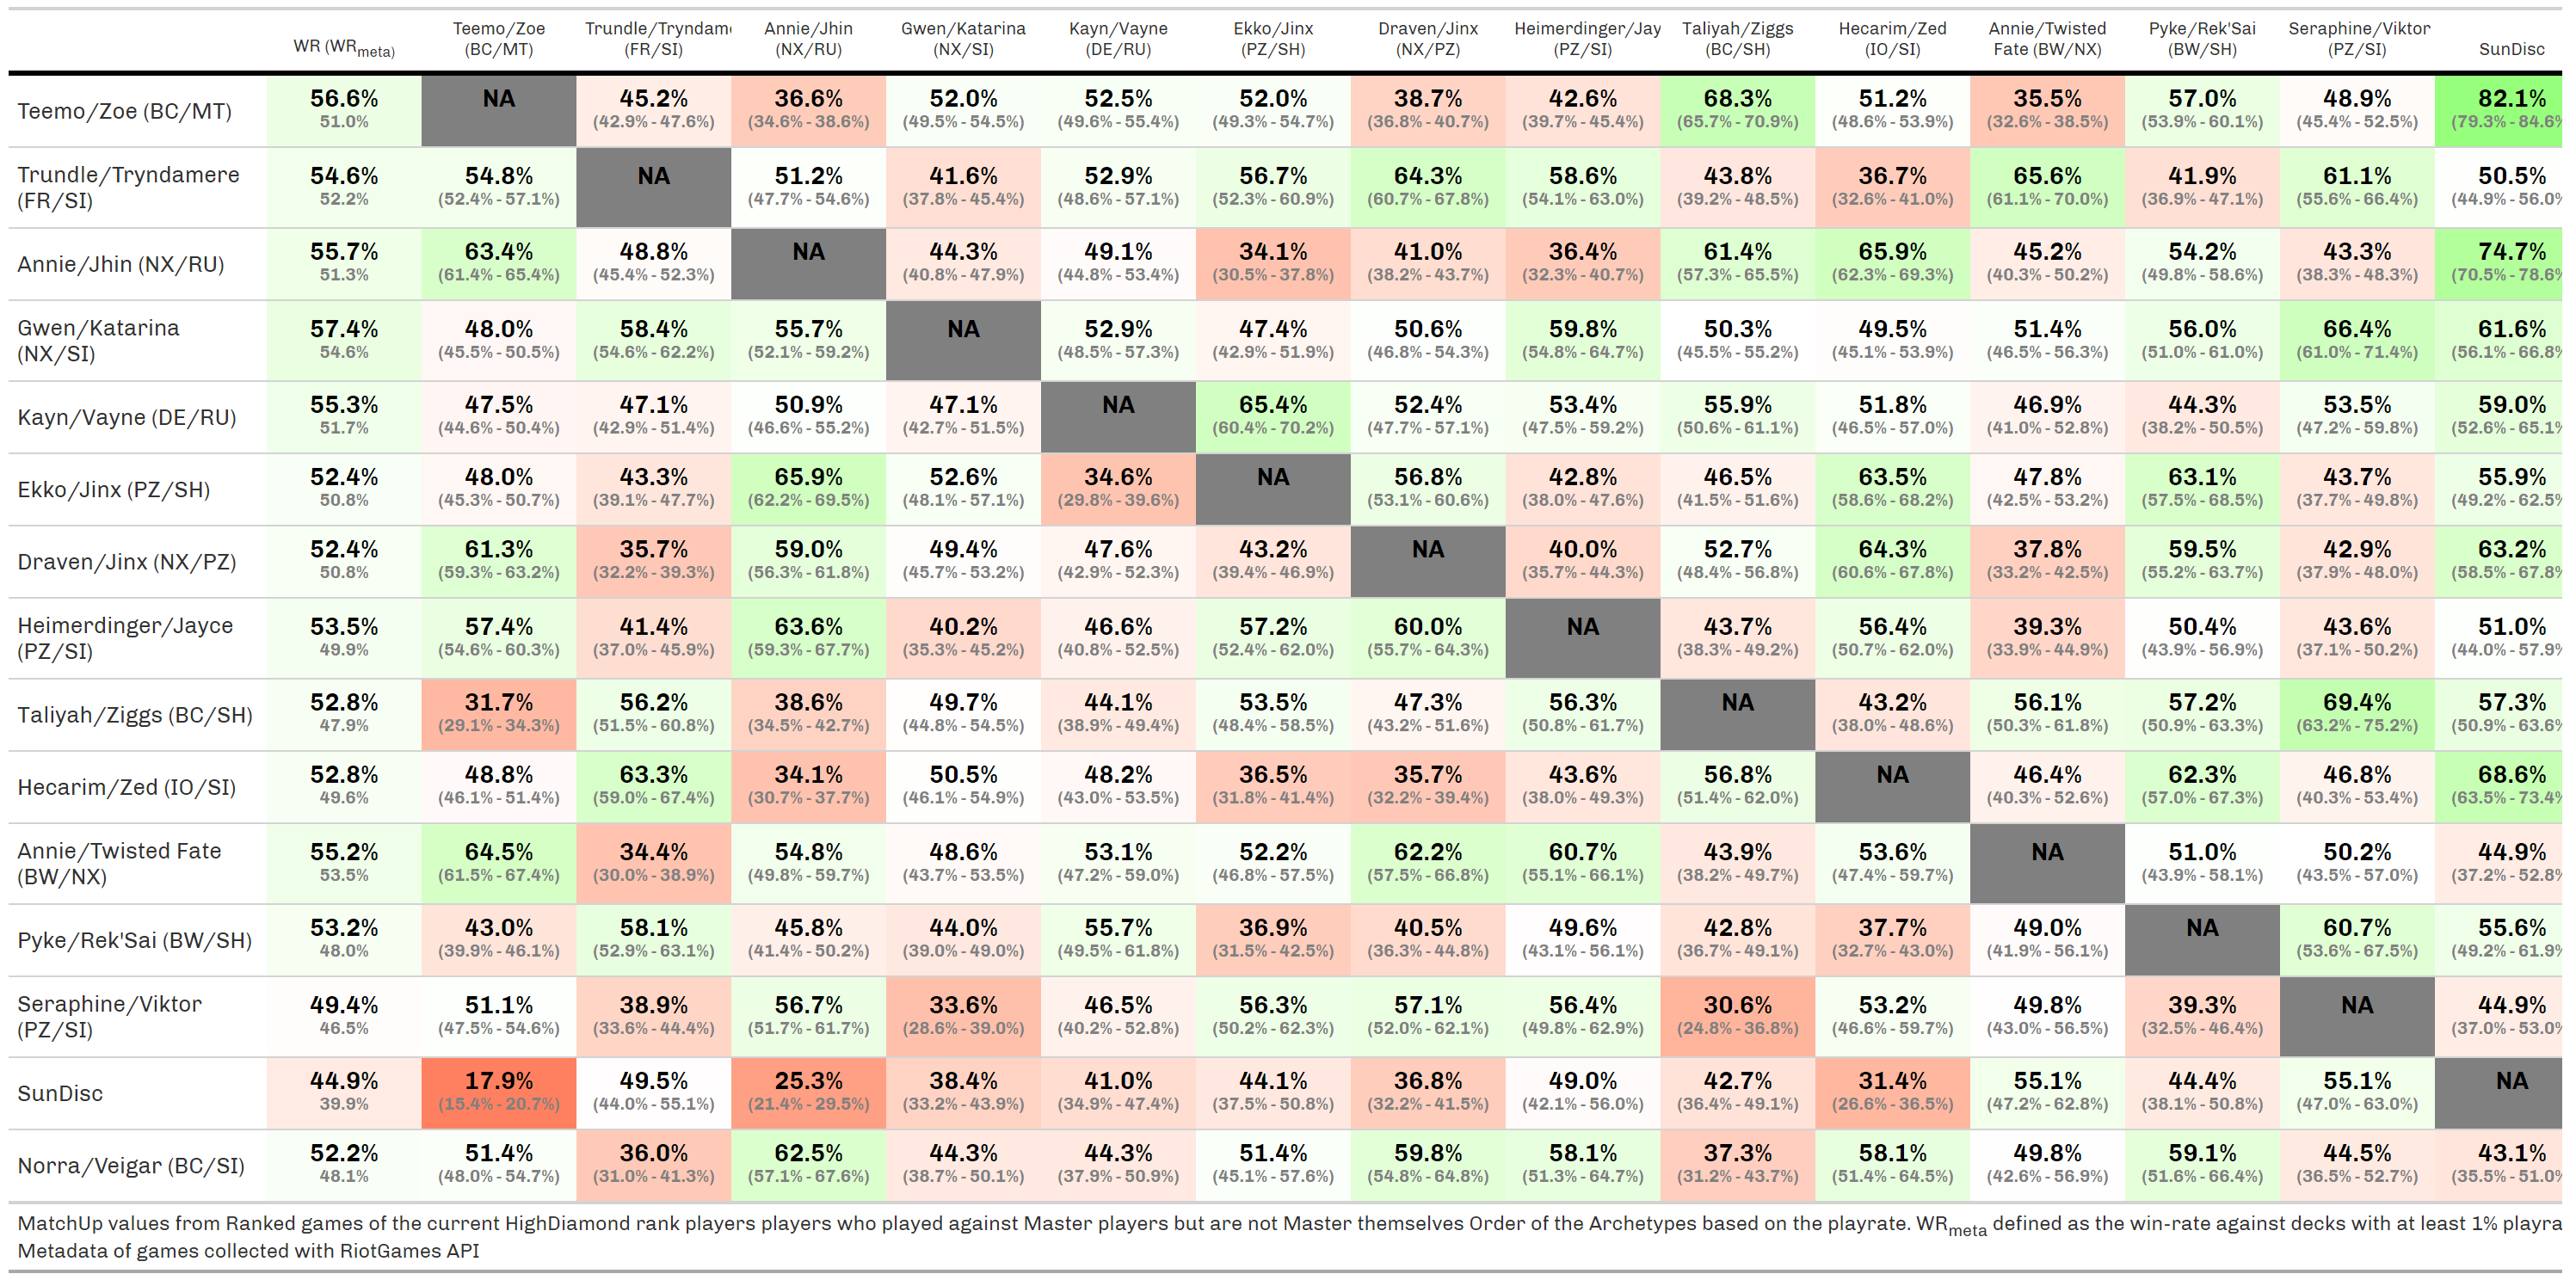 WR (WRmeta) Teemo/Zoe (BC/MT) Trundle/Tryndam (FR/SI) Annie/Jhin (NX/RU) Gwen/Katarina (NX/SI) Kayn/Vayne (DE/RU) Ekko/Jinx (PZ/SH) Draven/Jinx (NX/PZ) Heimerdinger/Jay (PZ/SI) Taliyah/Ziggs (BC/SH) Hecarim/Zed (IO/SI) Annie/Twisted Fate (BW/NX) Pyke/Rek'Sai (BW/SH) Seraphine/Viktor (PZ/SI) SunDisc
Teemo/Zoe (BC/MT) 56.6% NA 45.2% 36.6% 52.0% 52.5% 52.0% 38.7% 42.6% 68.3% 51.2% 35.5% 57.0% 48.9% 82.1%
51.0% (42.9% - 47.6%) (34.6% - 38.6%) (49.5% - 54.5%) (49.6% - 55.4%) (49.3% - 54.7%) (36.8% - 40.7%) (39.7% - 45.4%) (65.7% - 70.9%) (48.6% - 53.9%) (32.6% - 38.5%) (53.9% - 60.1%) (45.4% - 52.5%) (79.3% - 84.6%
Trundle/Tryndamere (FR/SI) 54.6% 54.8% NA 51.2% 41.6% 52.9% 56.7% 64.3% 58.6% 43.8% 36.7% 65.6% 41.9% 61.1% 50.5%
52.2% (52.4% - 57.1%) (47.7% - 54.6%) (37.8% - 45.4%) (48.6% - 57.1%) (52.3% - 60.9%) (60.7% - 67.8%) (54.1% - 63.0%) (39.2% - 48.5%) (32.6% - 41.0%) (61.1% - 70.0%) (36.9% - 47.1%) (55.6% - 66.4%) (44.9% - 56.0%
Annie/Jhin (NX/RU) 55.7% 63.4% 48.8% NA 44.3% 49.1% 34.1% 41.0% 36.4% 61.4% 65.9% 45.2% 54.2% 43.3% 74.7%
51.3% (61.4% - 65.4%) (45.4% - 52.3%) (40.8% - 47.9%) (44.8% - 53.4%) (30.5% - 37.8%) (38.2% - 43.7%) (32.3% - 40.7%) (57.3% - 65.5%) (62.3% - 69.3%) (40.3% - 50.2%) (49.8% - 58.6%) (38.3% - 48.3%) (70.5% - 78.6%
Gwen/Katarina (NX/SI) 57.4% 48.0% 58.4% 55.7% NA 52.9% 47.4% 50.6% 59.8% 50.3% 49.5% 51.4% 56.0% 66.4% 61.6%
54.6% (45.5% - 50.5%) (54.6% - 62.2%) (52.1% - 59.2%) (48.5% - 57.3%) (42.9% - 51.9%) (46.8% - 54.3%) (54.8% - 64.7%) (45.5% - 55.2%) (45.1% - 53.9%) (46.5% - 56.3%) (51.0% - 61.0%) (61.0% - 71.4%) (56.1% - 66.8%
Kayn/Vayne (DE/RU) 55.3% 47.5% 47.1% 50.9% 47.1% NA 65.4% 52.4% 53.4% 55.9% 51.8% 46.9% 44.3% 53.5% 59.0%
51.7% (44.6% - 50.4%) (42.9% - 51.4%) (46.6% - 55.2%) (42.7% - 51.5%) (60.4% - 70.2%) (47.7% - 57.1%) (47.5% - 59.2%) (50.6% - 61.1%) (46.5% - 57.0%) (41.0% - 52.8%) (38.2% - 50.5%) (47.2% - 59.8%) (52.6% - 65.1%
Ekko/Jinx (PZ/SH) 52.4% 48.0% 43.3% 65.9% 52.6% 34.6% NA 56.8% 42.8% 46.5% 63.5% 47.8% 63.1% 43.7% 55.9%
50.8% (45.3% - 50.7%) (39.1% - 47.7%) (62.2% - 69.5%) (48.1% - 57.1%) (29.8% - 39.6%) (53.1% - 60.6%) (38.0% - 47.6%) (41.5% - 51.6%) (58.6% - 68.2%) (42.5% - 53.2%) (57.5% - 68.5%) (37.7% - 49.8%) (49.2% - 62.5%
Draven/Jinx (NX/PZ) 52.4% 61.3% 35.7% 59.0% 49.4% 47.6% 43.2% NA 40.0% 52.7% 64.3% 37.8% 59.5% 42.9% 63.2%
50.8% (59.3% - 63.2%) (32.2% - 39.3%) (56.3% - 61.8%) (45.7% - 53.2%) (42.9% - 52.3%) (39.4% - 46.9%) (35.7% - 44.3%) (48.4% - 56.8%) (60.6% - 67.8%) (33.2% - 42.5%) (55.2% - 63.7%) (37.9% - 48.0%) (58.5% - 67.8%
Heimerdinger/Jayce (PZ/SI) 53.5% 57.4% 41.4% 63.6% 40.2% 46.6% 57.2% 60.0% NA 43.7% 56.4% 39.3% 50.4% 43.6% 51.0%
49.9% (54.6% - 60.3%) (37.0% - 45.9%) (59.3% - 67.7%) (35.3% - 45.2%) (40.8% - 52.5%) (52.4% - 62.0%) (55.7% - 64.3%) (38.3% - 49.2%) (50.7% - 62.0%) (33.9% - 44.9%) (43.9% - 56.9%) (37.1% - 50.2%) (44.0% - 57.9%
Taliyah/Ziggs (BC/SH) 52.8% 31.7% 56.2% 38.6% 49.7% 44.1% 53.5% 47.3% 56.3% NA 43.2% 56.1% 57.2% 69.4% 57.3%
47.9% (29.1% - 34.3%) (51.5% - 60.8%) (34.5% - 42.7%) (44.8% - 54.5%) (38.9% - 49.4%) (48.4% - 58.5%) (43.2% - 51.6%) (50.8% - 61.7%) (38.0% - 48.6%) (50.3% - 61.8%) (50.9% - 63.3%) (63.2% - 75.2%) (50.9% - 63.6%
Hecarim/Zed (IO/SI) 52.8% 48.8% 63.3% 34.1% 50.5% 48.2% 36.5% 35.7% 43.6% 56.8% NA 46.4% 62.3% 46.8% 68.6%
49.6% (46.1% - 51.4%) (59.0% - 67.4%) (30.7% - 37.7%) (46.1% - 54.9%) (43.0% - 53.5%) (31.8% - 41.4%) (32.2% - 39.4%) (38.0% - 49.3%) (51.4% - 62.0%) (40.3% - 52.6%) (57.0% - 67.3%) (40.3% - 53.4%) (63.5% - 73.4%
Annie/Twisted Fate (BW/NX) 55.2% 64.5% 34.4% 54.8% 48.6% 53.1% 52.2% 62.2% 60.7% 43.9% 53.6% NA 51.0% 50.2% 44.9%
53.5% (61.5% - 67.4%) (30.0% - 38.9%) (49.8% - 59.7%) (43.7% - 53.5%) (47.2% - 59.0%) (46.8% - 57.5%) (57.5% - 66.8%) (55.1% - 66.1%) (38.2% - 49.7%) (47.4% - 59.7%) (43.9% - 58.1%) (43.5% - 57.0%) (37.2% - 52.8%
Pyke/Rek'Sai (BW/SH) 53.2% 43.0% 58.1% 45.8% 44.0% 55.7% 36.9% 40.5% 49.6% 42.8% 37.7% 49.0% NA 60.7% 55.6%
48.0% (39.9% - 46.1%) (52.9% - 63.1%) (41.4% - 50.2%) (39.0% - 49.0%) (49.5% - 61.8%) (31.5% - 42.5%) (36.3% - 44.8%) (43.1% - 56.1%) (36.7% - 49.1%) (32.7% - 43.0%) (41.9% - 56.1%) (53.6% - 67.5%) (49.2% - 61.9%
Seraphine/Viktor (PZ/SI) 49.4% 51.1% 38.9% 56.7% 33.6% 46.5% 56.3% 57.1% 56.4% 30.6% 53.2% 49.8% 39.3% NA 44.9%
46.5% (47.5% - 54.6%) (33.6% - 44.4%) (51.7% - 61.7%) (28.6% - 39.0%) (40.2% - 52.8%) (50.2% - 62.3%) (52.0% - 62.1%) (49.8% - 62.9%) (24.8% - 36.8%) (46.6% - 59.7%) (43.0% - 56.5%) (32.5% - 46.4%) (37.0% - 53.0%
SunDisc 44.9% 17.9% 49.5% 25.3% 38.4% 41.0% 44.1% 36.8% 49.0% 42.7% 31.4% 55.1% 44.4% 55.1% NA
39.9% (15.4% - 20.7%) (44.0% - 55.1%) (21.4% - 29.5%) (33.2% - 43.9%) (34.9% - 47.4%) (37.5% - 50.8%) (32.2% - 41.5%) (42.1% - 56.0%) (36.4% - 49.1%) (26.6% - 36.5%) (47.2% - 62.8%) (38.1% - 50.8%) (47.0% - 63.0%)
Norra/Veigar (BC/SI) 52.2% 51.4% 36.0% 62.5% 44.3% 44.3% 51.4% 59.8% 58.1% 37.3% 58.1% 49.8% 59.1% 44.5% 43.1%
48.1% (48.0% - 54.7%) (31.0% - 41.3%) (57.1% - 67.6%) (38.7% - 50.1%) (37.9% - 50.9%) (45.1% - 57.6%) (54.8% - 64.8%) (51.3% - 64.7%) (31.2% - 43.7%) (51.4% - 64.5%) (42.6% - 56.9%) (51.6% - 66.4%) (36.5% - 52.7%) (35.5% - 51.0%
MatchUp values from Ranked games of the current HighDiamond rank players players who played against Master players but are not Master themselves Order of the Archetypes based on the playrate. WRmeta defined as the win-rate against decks with at least 1% playra
Metadata of games collected with RiotGames API